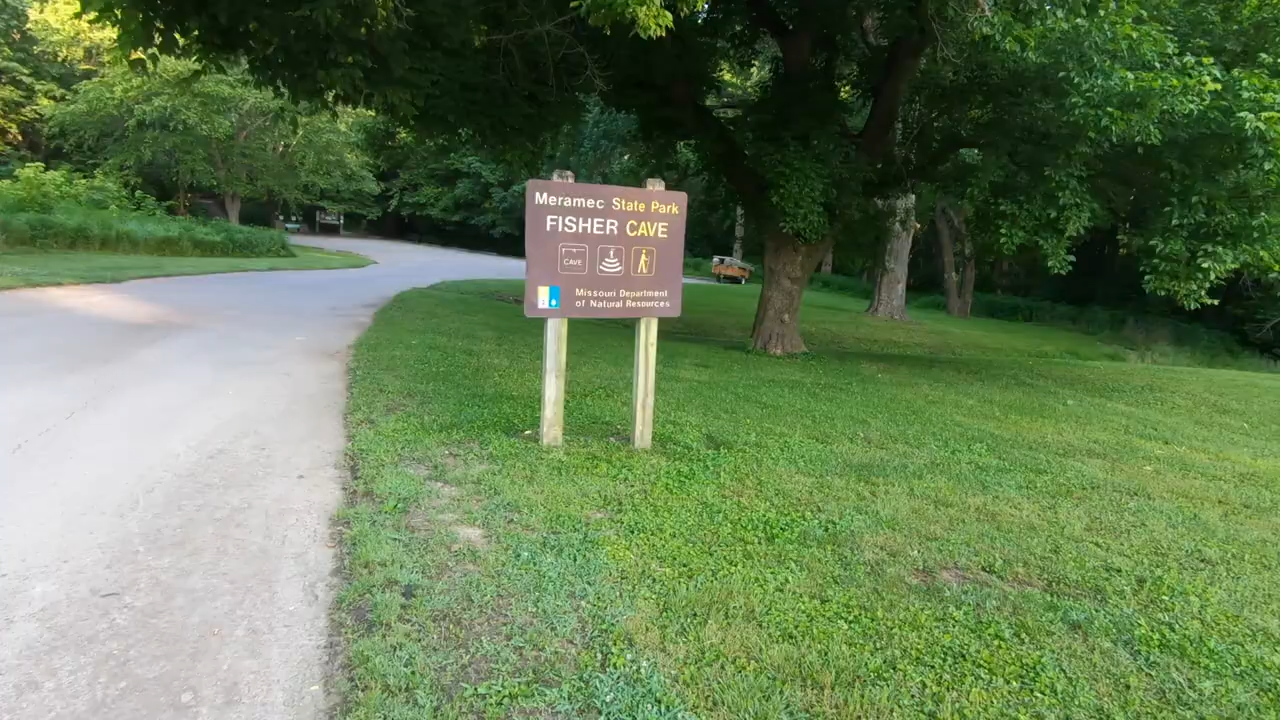 Meramec State Park
FISHER CAVE
CAVE
Missouri Department
of Natural Resources